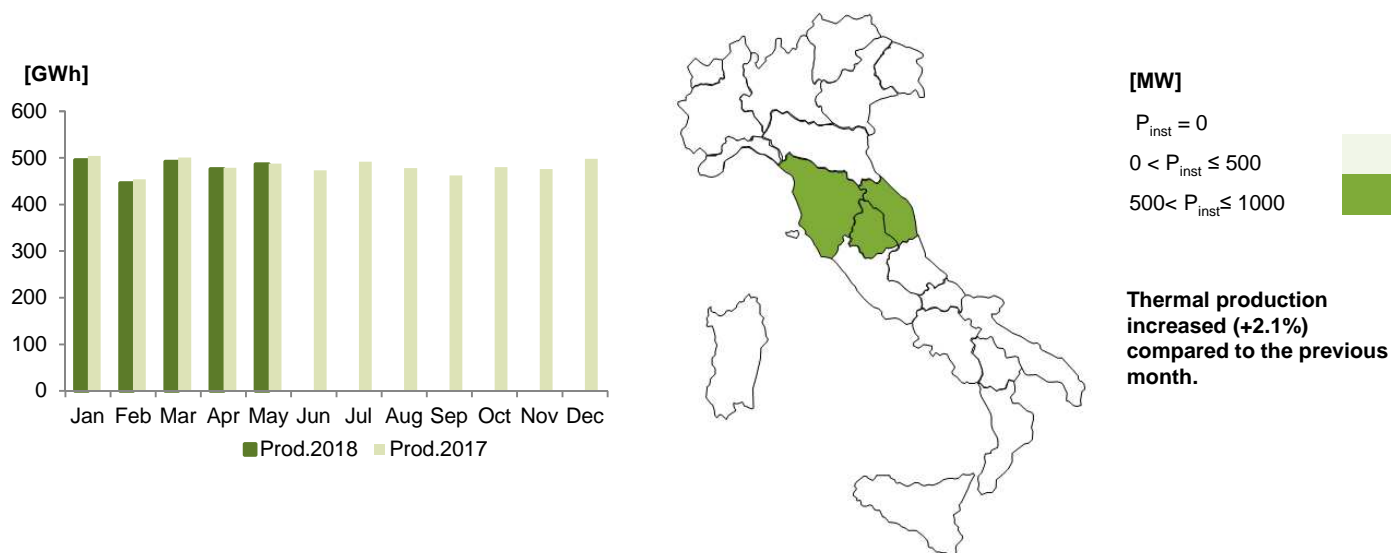 [GWh]
600
500
400
300
200
100
0
Jan Feb Mar Apr May Jun Jul Aug Sep Oct Nov Dec
Prod.2018 Prod.2017
[MW]
Pinst = 0
0 < Pinst ≤ 500
500< Pinst≤ 1000
Thermal production
increased (+2.1%)
compared to the previous
month.